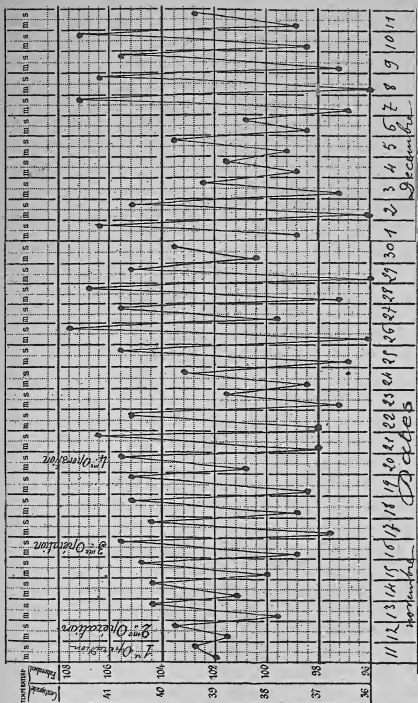 TEMPERATURE
Centigrade Fahrenheit
m s m s m s m s m s m s m s m s m s m s m s m s m s m s m s m s m s m s m s m s m s m s m s m s m s m s m s m s m s m s m s
108
41 106
40 104
39 102
38 100
37 98
36 96
1re Opération
2me Opération
3me Opération
4me Opération
11 12 13 14 15 16 17 18 19 20 21 22 23 24 25 26 27 28 29 30 1 2 3 4 5 6 7 8 9 10 11
novembre Dates Décembre